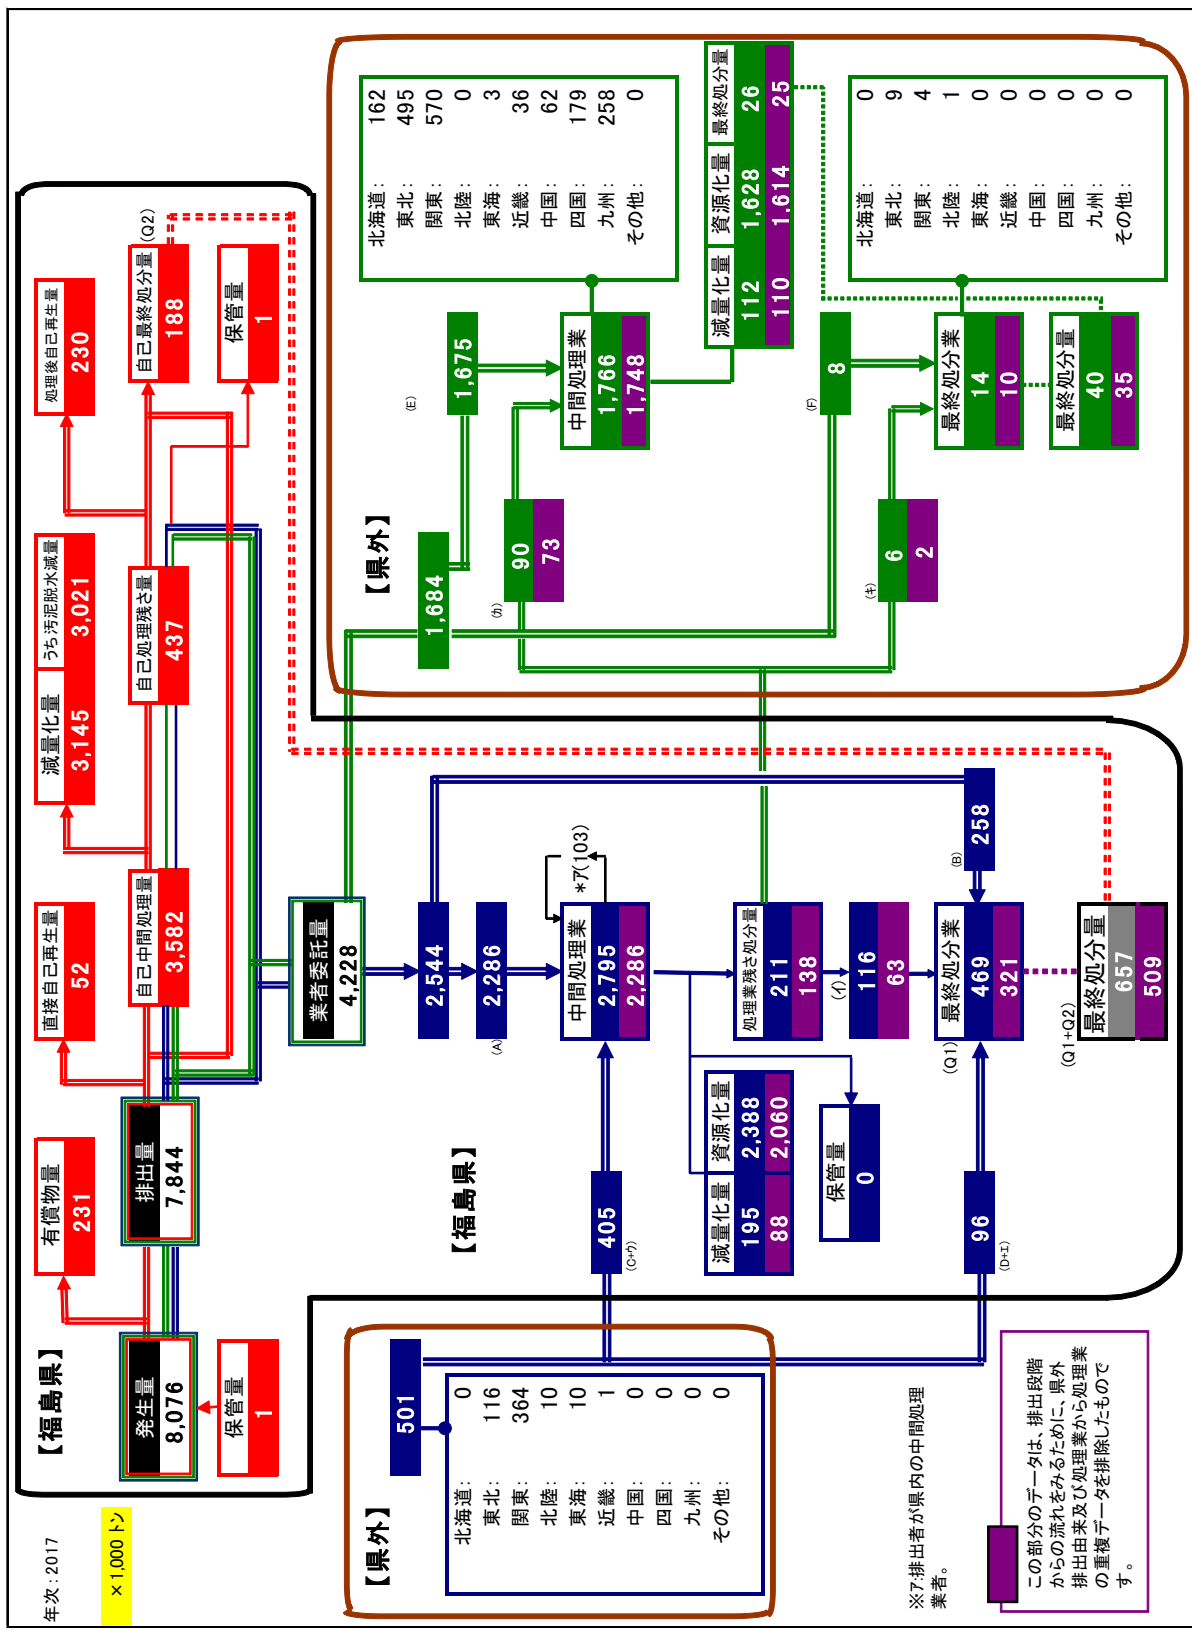 年次：2017
×1,000トン
【福島県】
発生量
8,076
保管量
1
有償物量
231
排出量
7,844
直接自己再生量
52
自己中間処理量
3,582
減量化量
3,145
うち汚泥脱水減量
3,021
自己処理残さ量
437
処理後自己再生量
230
自己最終処分量
188
(Q2)
保管量
1
業者委託量
4,228
【県外】
501
北海道： 0
東北： 116
関東： 364
北陸： 10
東海： 10
近畿： 1
中国： 0
四国： 0
九州： 0
その他： 0
【福島県】
405
(C+ウ)
96
(D+エ)
2,544
2,286
(A)
中間処理業
2,795
2,286
*ア(103)
減量化量
195
88
資源化量
2,388
2,060
保管量
0
処理業残さ処分量
211
138
(イ)
116
63
258
(B)
最終処分業
469
321
(Q1)
最終処分量
657
509
(Q1+Q2)
【県外】
1,684
1,675
(E)
90
73
(カ)
中間処理業
1,766
1,748
北海道： 162
東北： 495
関東： 570
北陸： 0
東海： 3
近畿： 36
中国： 62
四国： 179
九州： 258
その他： 0
減量化量
112
110
資源化量
1,628
1,614
最終処分量
26
25
8
(F)
6
2
(キ)
最終処分業
14
10
北海道： 0
東北： 9
関東： 4
北陸： 1
東海： 0
近畿： 0
中国： 0
四国： 0
九州： 0
その他： 0
最終処分量
40
35
※ア:排出者が県内の中間処理
業者。
この部分のデータは、排出段階
からの流れをみるために、県外
排出由来及び処理業から処理業
の重複データを排除したもので
す。